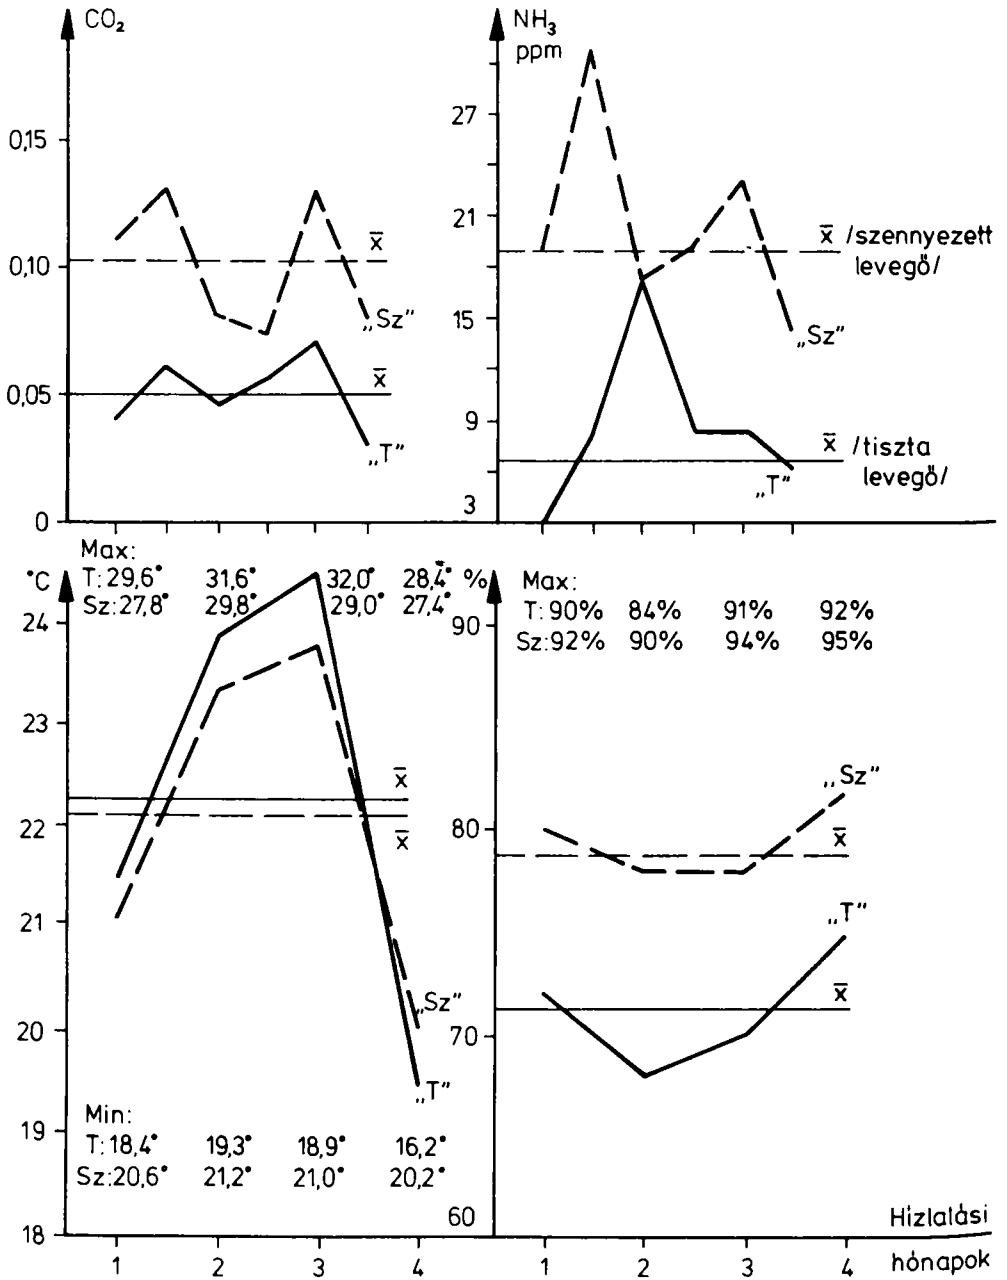 CO₂
0,15
0,10
0,05
0
x̄
„Sz”
x̄
„T”
NH₃
ppm
27
21
15
9
3
x̄ /szennyezett
levegő/
„Sz”
x̄ /tiszta
levegő/
„T”
Max:
T: 29,6° 31,6° 32,0° 28,4°
Sz: 27,8° 29,8° 29,0° 27,4°
°C
24
23
22
21
20
19
18
x̄
x̄
„Sz”
„T”
Min:
T: 18,4° 19,3° 18,9° 16,2°
Sz: 20,6° 21,2° 21,0° 20,2°
1 2 3 4
%
Max:
T: 90% 84% 91% 92%
Sz: 92% 90% 94% 95%
90
80
70
60
„Sz”
x̄
„T”
x̄
1 2 3 4
Hízlalási
hónapok